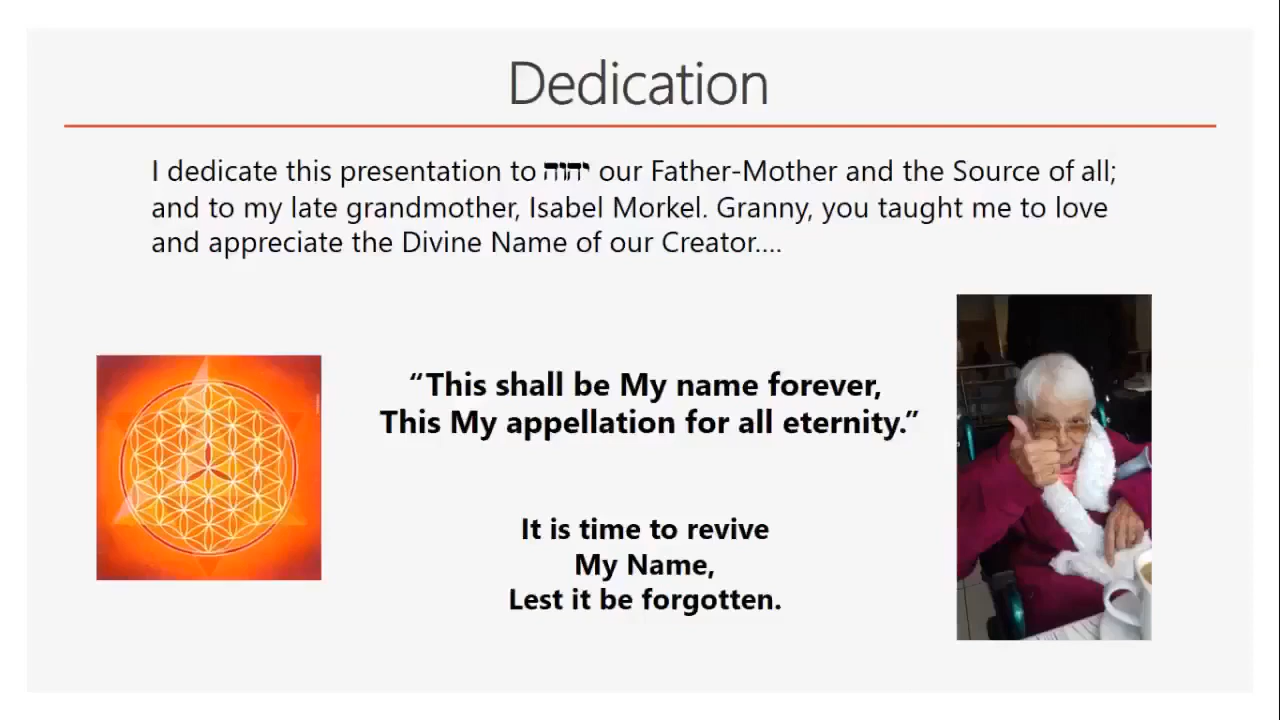 Dedication
I dedicate this presentation to יהוה our Father-Mother and the Source of all;
and to my late grandmother, Isabel Morkel. Granny, you taught me to love
and appreciate the Divine Name of our Creator....
“This shall be My name forever,
This My appellation for all eternity.”
It is time to revive
My Name,
Lest it be forgotten.